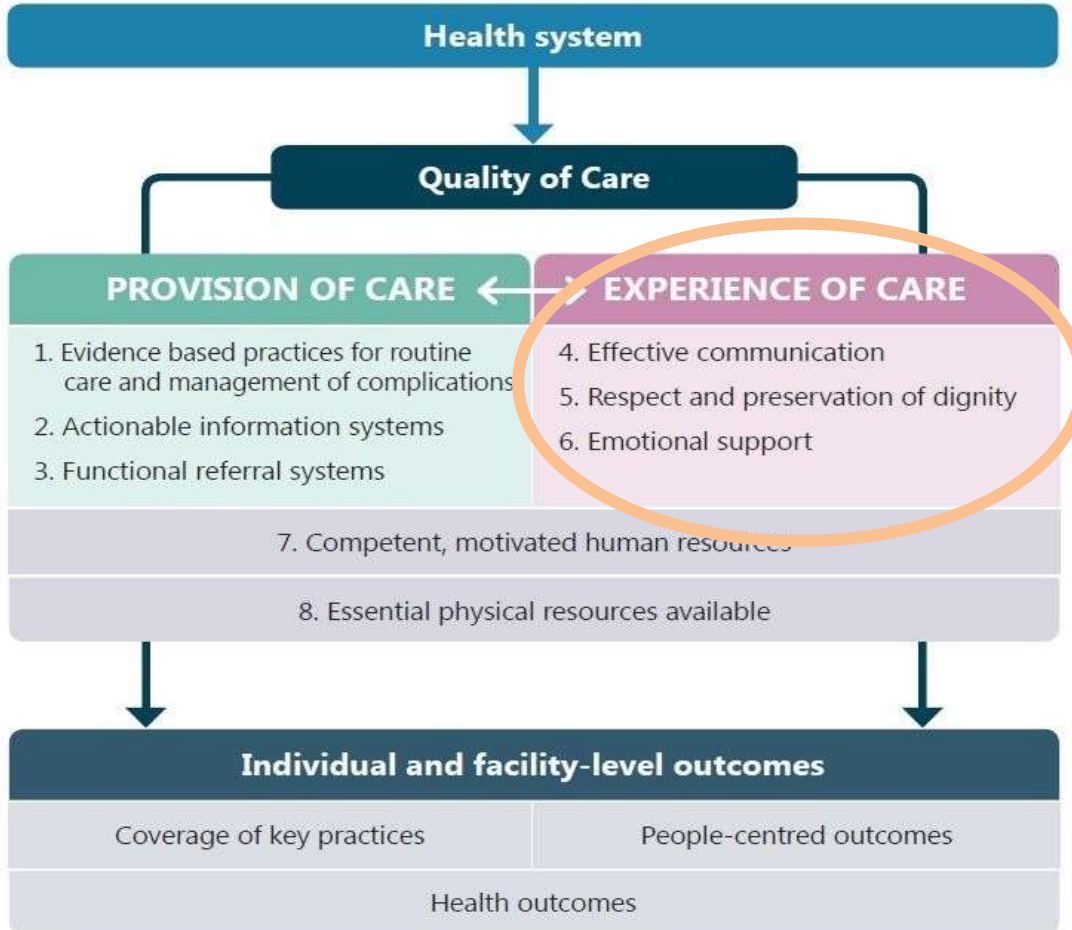 Health system
Quality of Care
PROVISION OF CARE
1. Evidence based practices for routine
care and management of complications
2. Actionable information systems
3. Functional referral systems
EXPERIENCE OF CARE
4. Effective communication
5. Respect and preservation of dignity
6. Emotional support
7. Competent, motivated human resources
8. Essential physical resources available
Individual and facility-level outcomes
Coverage of key practices
People-centred outcomes
Health outcomes